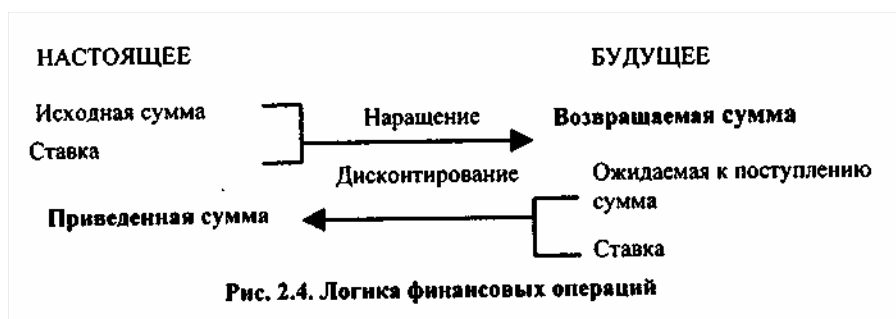 НАСТОЯЩЕЕ БУДУЩЕЕ
Исходная сумма Наращение Возвращаемая сумма
Ставка
Дисконтирование Ожидаемая к поступлению
Приведенная сумма сумма
Ставка
Рис. 2.4. Логика финансовых операций